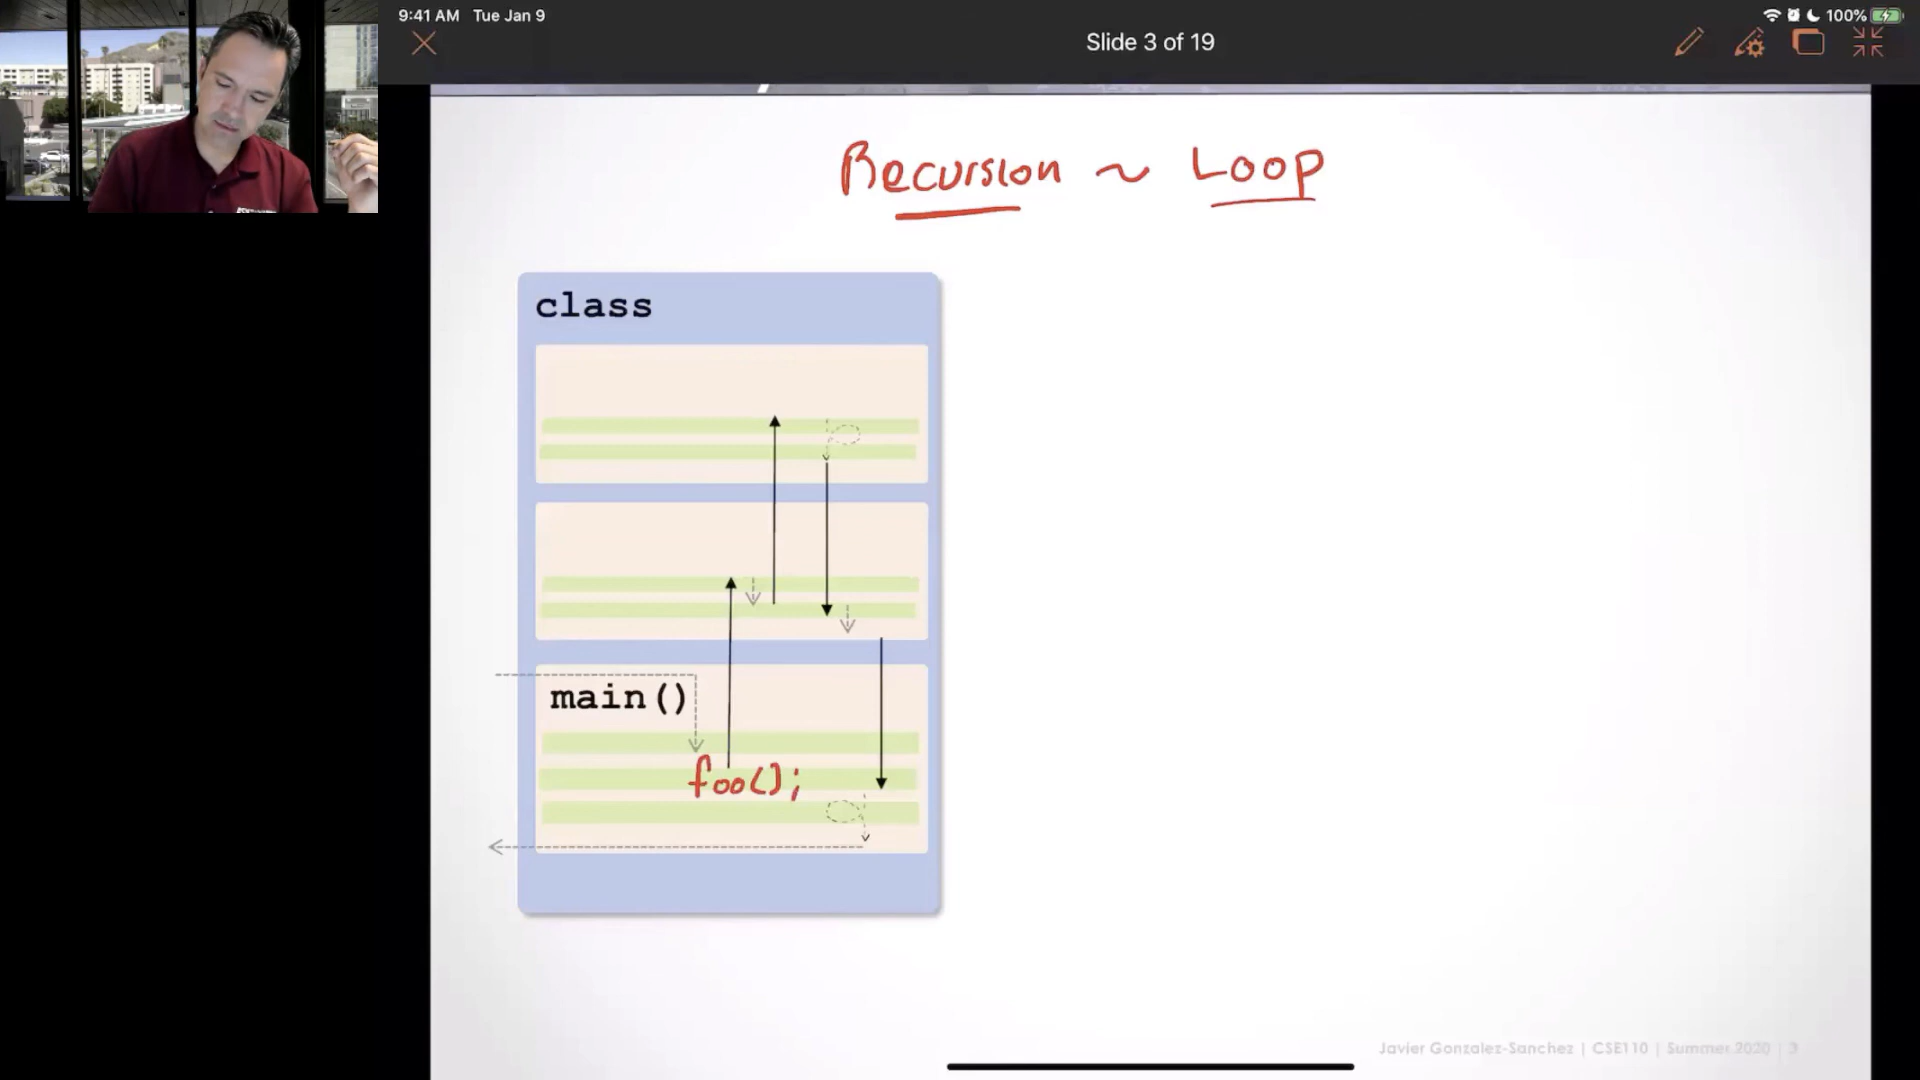 9:41 AM Tue Jan 9
100%
Slide 3 of 19
Recursion ~ Loop
class
main()
foo();
Javier Gonzalez-Sanchez | CSE110 | Summer 2020 | 3